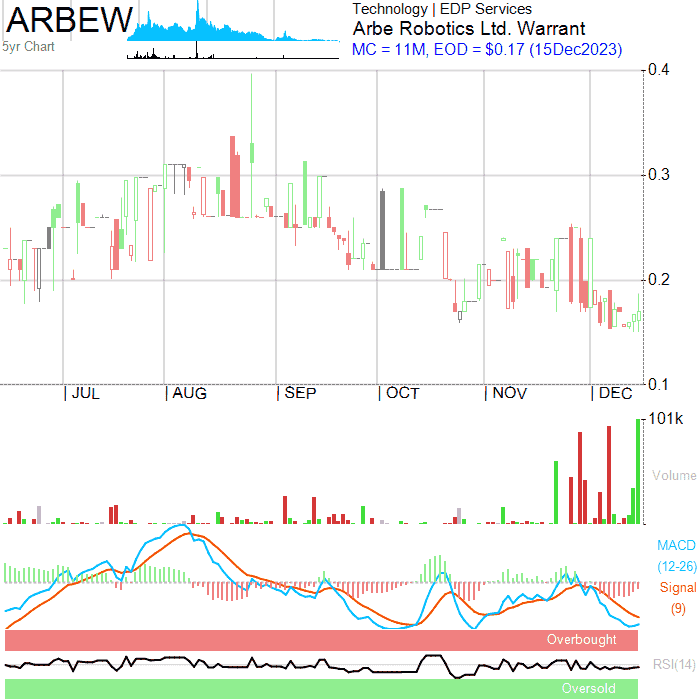 ARBEW
5yr Chart
Technology | EDP Services
Arbe Robotics Ltd. Warrant
MC = 11M, EOD = $0.17 (15Dec2023)
0.4
0.3
0.2
0.1
| JUL | AUG | SEP | OCT | NOV | DEC
101k
Volume
MACD
(12-26)
Signal
(9)
Overbought
RSI(14)
Oversold